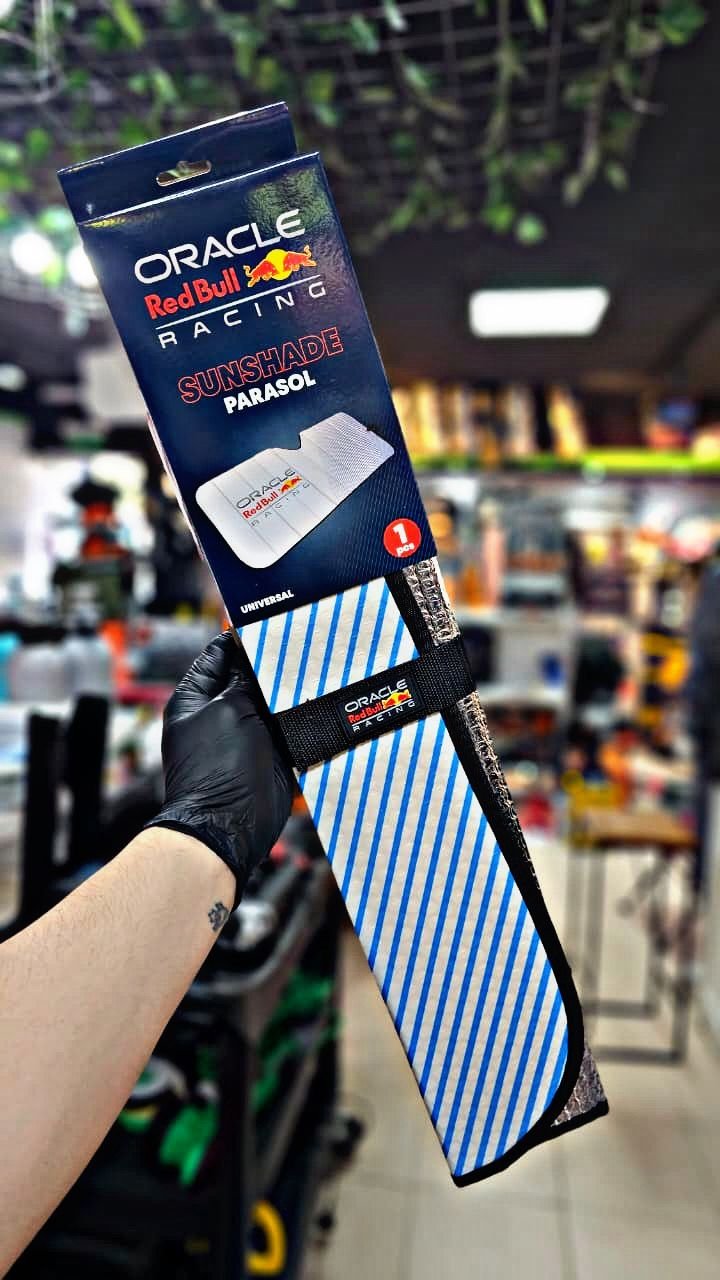 ORACLE
Red Bull
RACING
SUNSHADE
PARASOL
ORACLE
Red Bull
RACING
1
pcs
UNIVERSAL
ORACLE
Red Bull
RACING